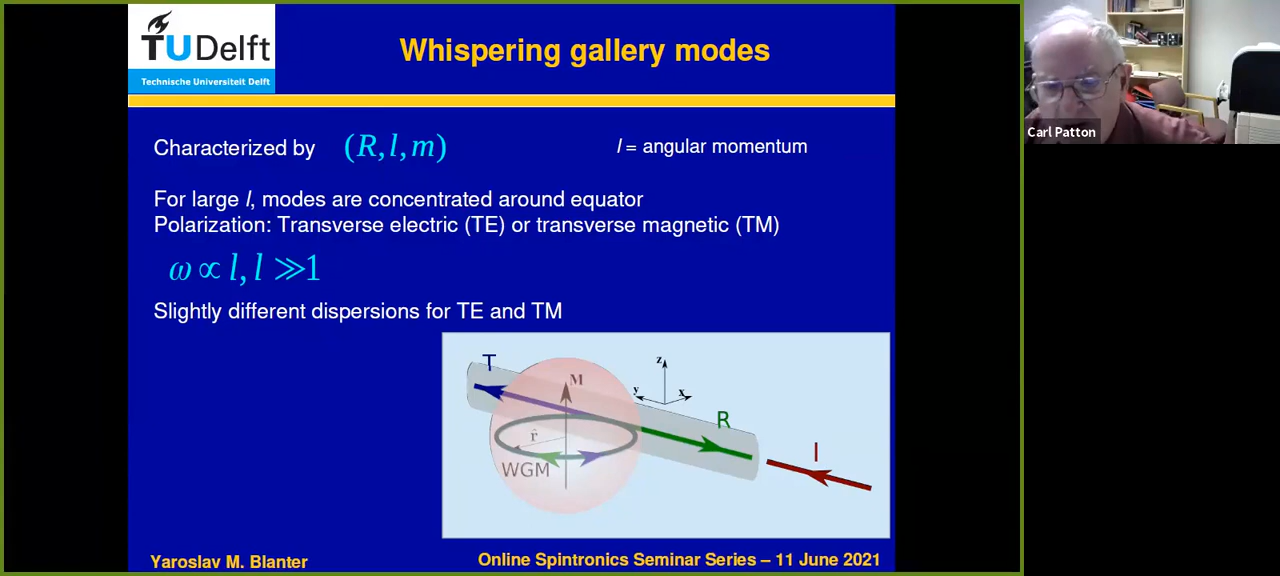 TUDelft
Technische Universiteit Delft
Whispering gallery modes
Characterized by (R, l, m)
l = angular momentum
For large l, modes are concentrated around equator
Polarization: Transverse electric (TE) or transverse magnetic (TM)
ω ∝ l, l ≫1
Slightly different dispersions for TE and TM
T
M
z
y
x
R
r̂
I
WGM
Yaroslav M. Blanter
Online Spintronics Seminar Series – 11 June 2021
Carl Patton